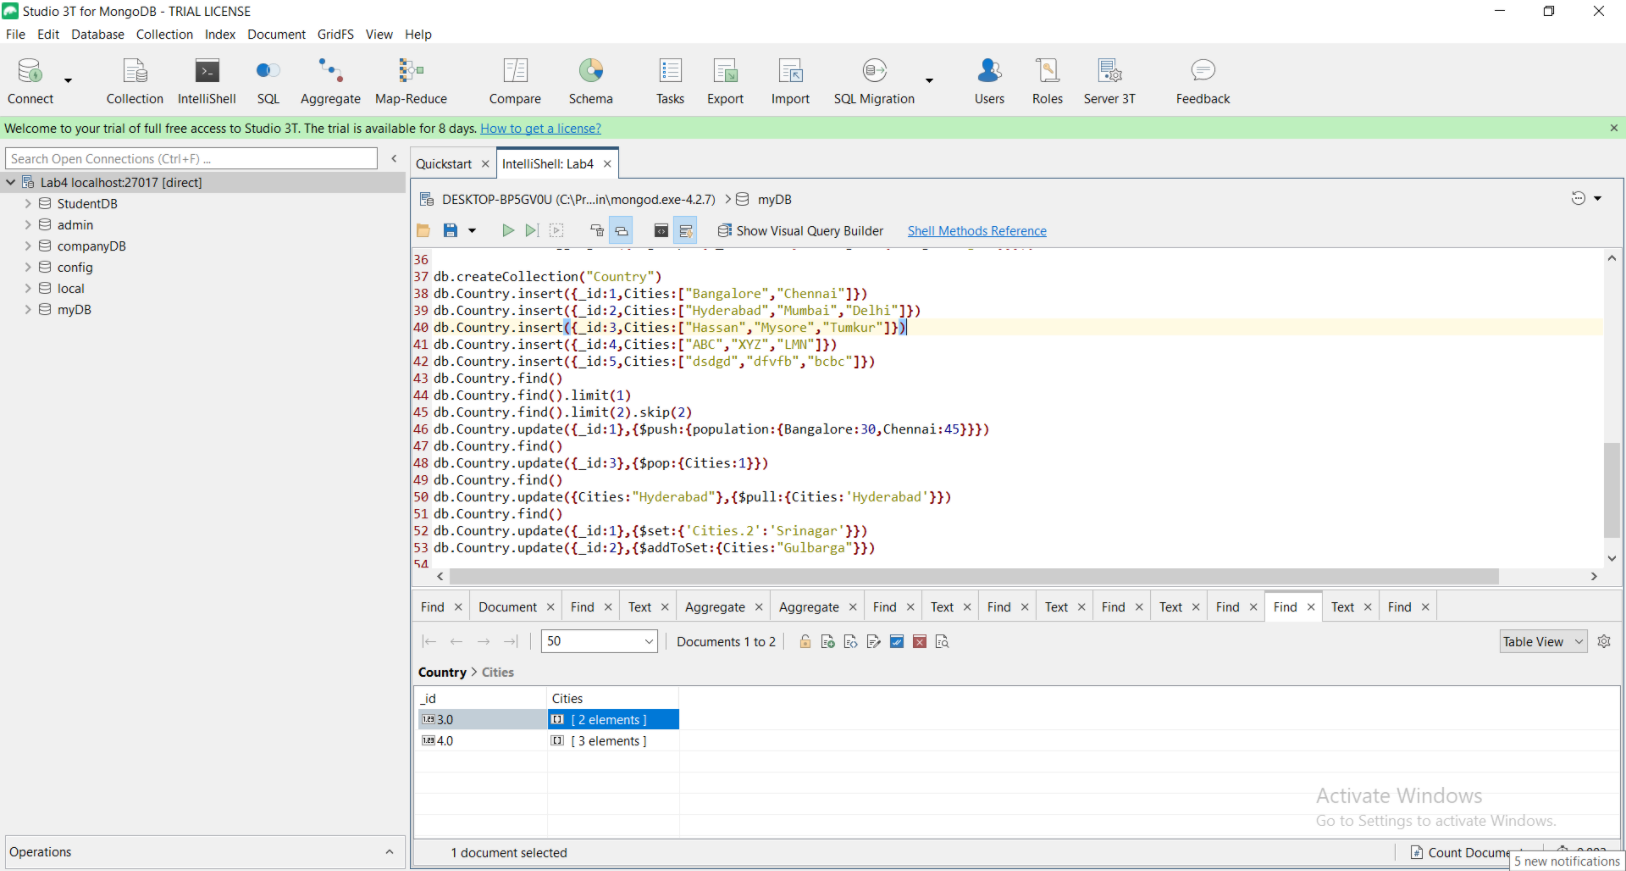 Studio 3T for MongoDB - TRIAL LICENSE
File Edit Database Collection Index Document GridFS View Help
Connect Collection IntelliShell SQL Aggregate Map-Reduce Compare Schema Tasks Export Import SQL Migration Users Roles Server 3T Feedback
Welcome to your trial of full free access to Studio 3T. The trial is available for 8 days. How to get a license?
Search Open Connections (Ctrl+F) ...
Quickstart IntelliShell: Lab4
Lab4 localhost:27017 [direct]
StudentDB
admin
companyDB
config
local
myDB
DESKTOP-BP5GV0U (C:\Pr...in\mongod.exe-4.2.7) > myDB
Show Visual Query Builder Shell Methods Reference
36
37 db.createCollection("Country")
38 db.Country.insert({_id:1,Cities:["Bangalore","Chennai"]})
39 db.Country.insert({_id:2,Cities:["Hyderabad","Mumbai","Delhi"]})
40 db.Country.insert({_id:3,Cities:["Hassan","Mysore","Tumkur"]})
41 db.Country.insert({_id:4,Cities:["ABC","XYZ","LMN"]})
42 db.Country.insert({_id:5,Cities:["dsdgd","dfvfb","bcbc"]})
43 db.Country.find()
44 db.Country.find().limit(1)
45 db.Country.find().limit(2).skip(2)
46 db.Country.update({_id:1},{$push:{population:{Bangalore:30,Chennai:45}}})
47 db.Country.find()
48 db.Country.update({_id:3},{$pop:{Cities:1}})
49 db.Country.find()
50 db.Country.update({Cities:"Hyderabad"},{$pull:{Cities:'Hyderabad'}})
51 db.Country.find()
52 db.Country.update({_id:1},{$set:{'Cities.2':'Srinagar'}})
53 db.Country.update({_id:2},{$addToSet:{Cities:"Gulbarga"}})
54
Find Document Find Text Aggregate Aggregate Find Text Find Text Find Text Find Find Text Find
50 Documents 1 to 2 Table View
Country > Cities
_id Cities
3.0 [ 2 elements ]
4.0 [ 3 elements ]
Activate Windows
Go to Settings to activate Windows.
Operations
1 document selected
Count
5 new notifications